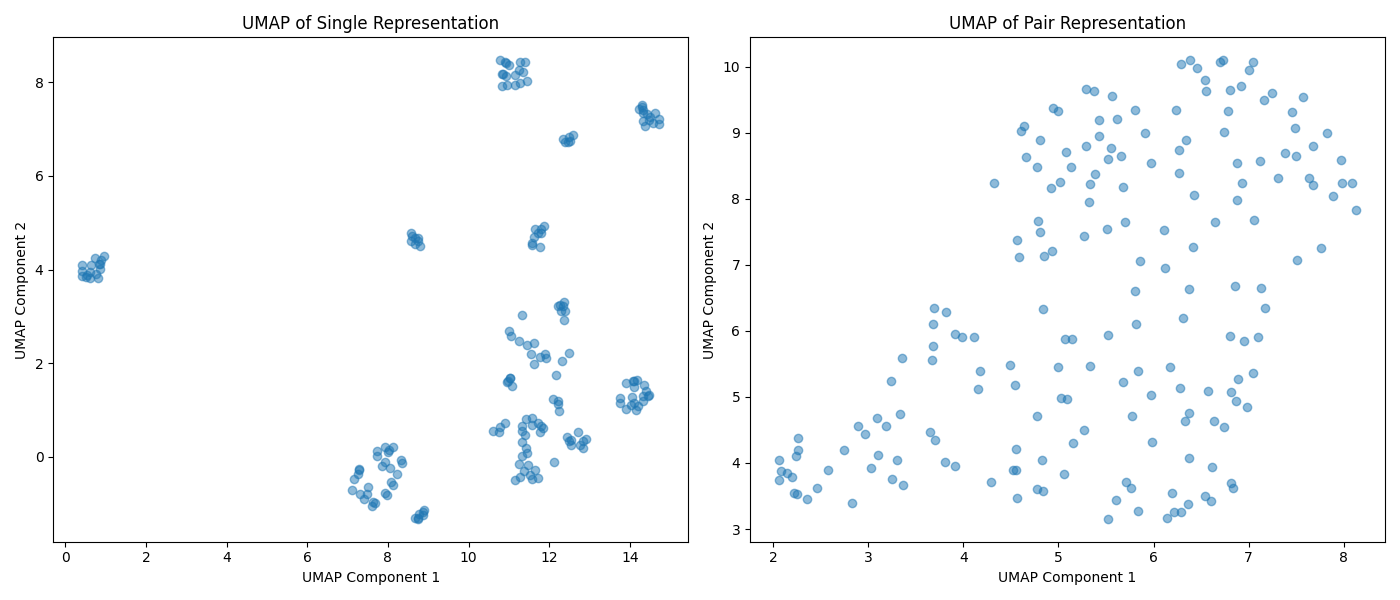 UMAP of Single Representation
UMAP Component 2
8
6
4
2
0
0 2 4 6 8 10 12 14
UMAP Component 1
UMAP of Pair Representation
UMAP Component 2
10
9
8
7
6
5
4
3
2 3 4 5 6 7 8
UMAP Component 1